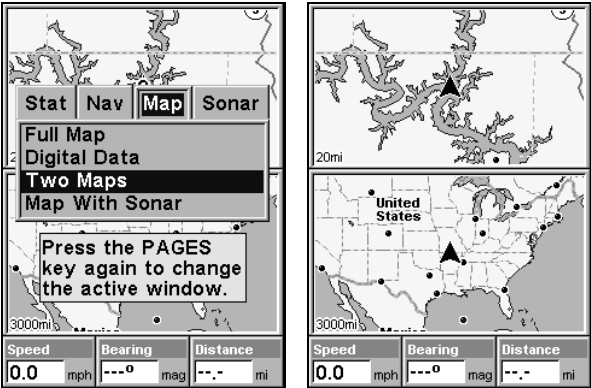 Stat Nav Map Sonar
Full Map
Digital Data
Two Maps
Map With Sonar
Press the PAGES
key again to change
the active window.
3000mi
Speed Bearing Distance
0.0 mph ---º mag --.- mi
20mi
United
States
3000mi
Speed Bearing Distance
0.0 mph ---º mag --.- mi